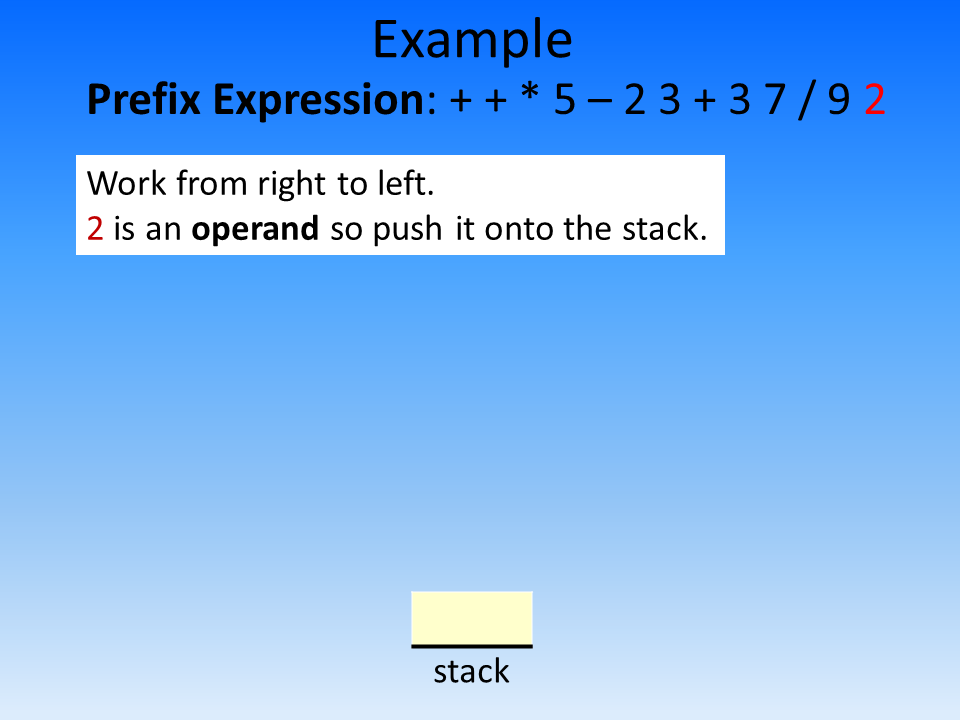 Example
Prefix Expression: + + * 5 – 2 3 + 3 7 / 9 2
Work from right to left.
2 is an operand so push it onto the stack.
stack